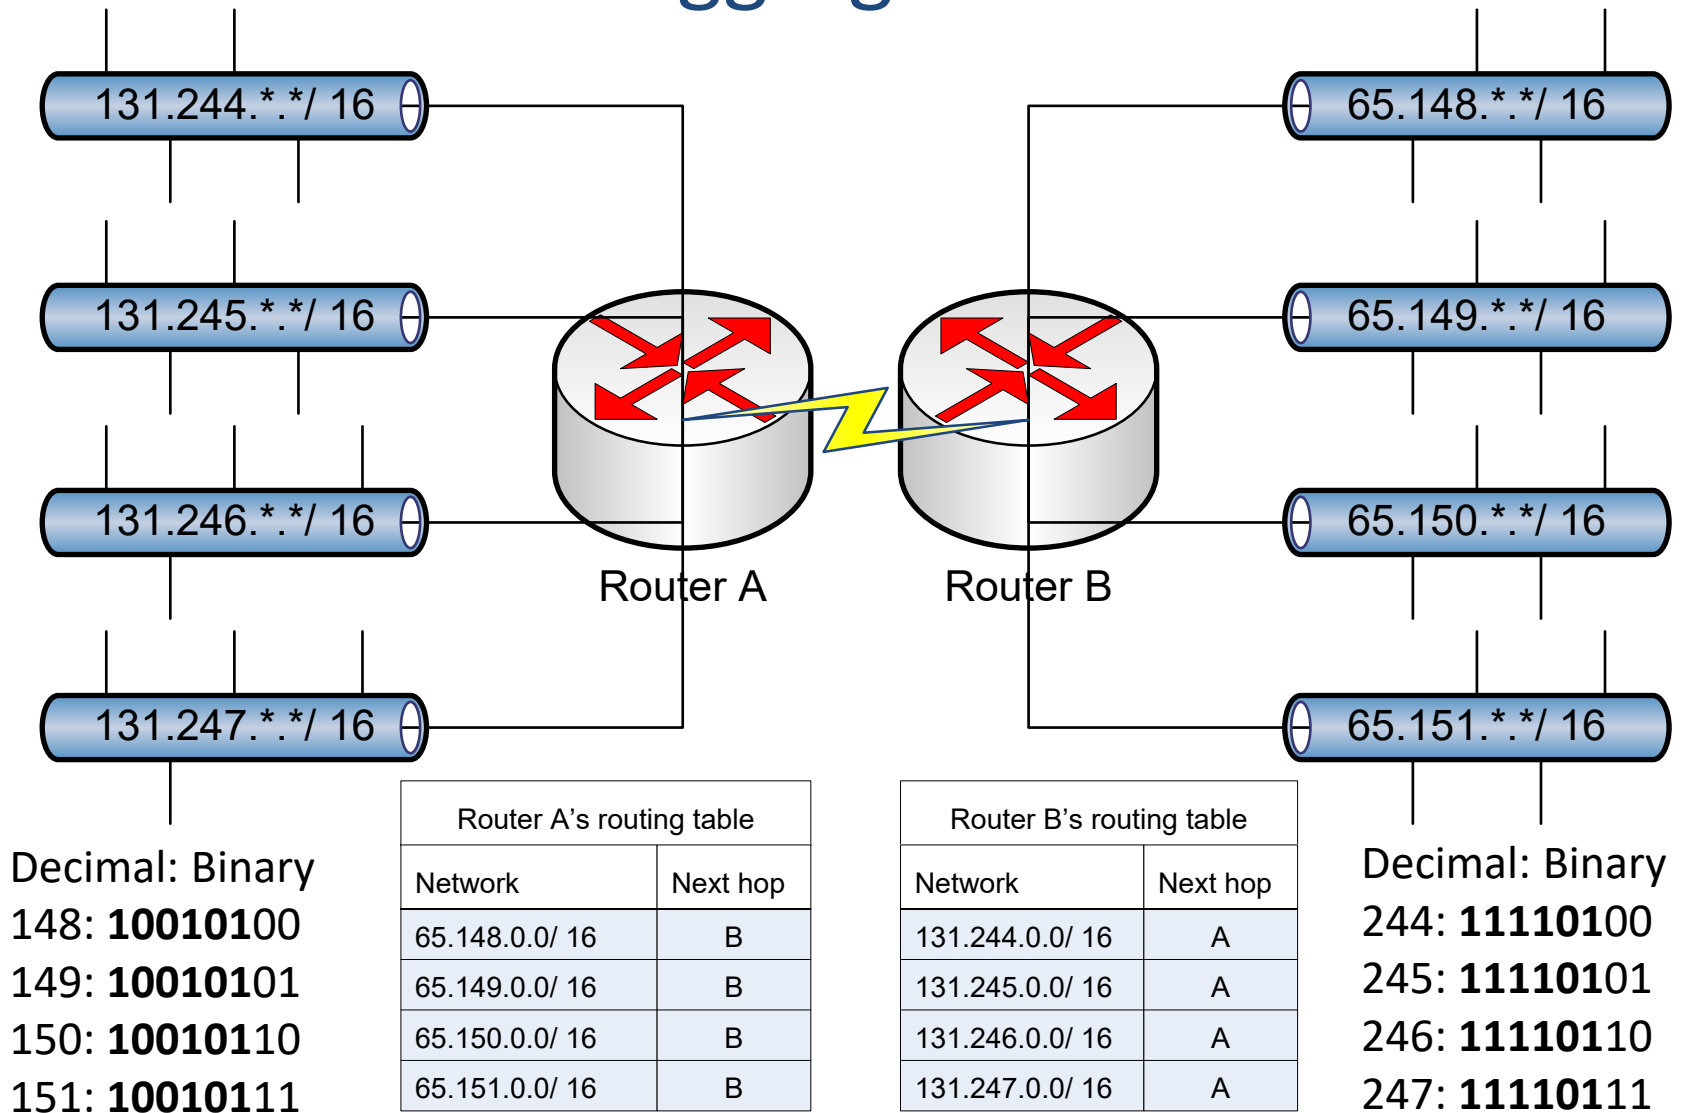 131.244.*.*/ 16
65.148.*.*/ 16
131.245.*.*/ 16
65.149.*.*/ 16
131.246.*.*/ 16
65.150.*.*/ 16
Router A
Router B
131.247.*.*/ 16
65.151.*.*/ 16
Decimal: Binary
148: 10010100
149: 10010101
150: 10010110
151: 10010111
Router A's routing table
Network Next hop
65.148.0.0/ 16 B
65.149.0.0/ 16 B
65.150.0.0/ 16 B
65.151.0.0/ 16 B
Router B's routing table
Network Next hop
131.244.0.0/ 16 A
131.245.0.0/ 16 A
131.246.0.0/ 16 A
131.247.0.0/ 16 A
Decimal: Binary
244: 11110100
245: 11110101
246: 11110110
247: 11110111